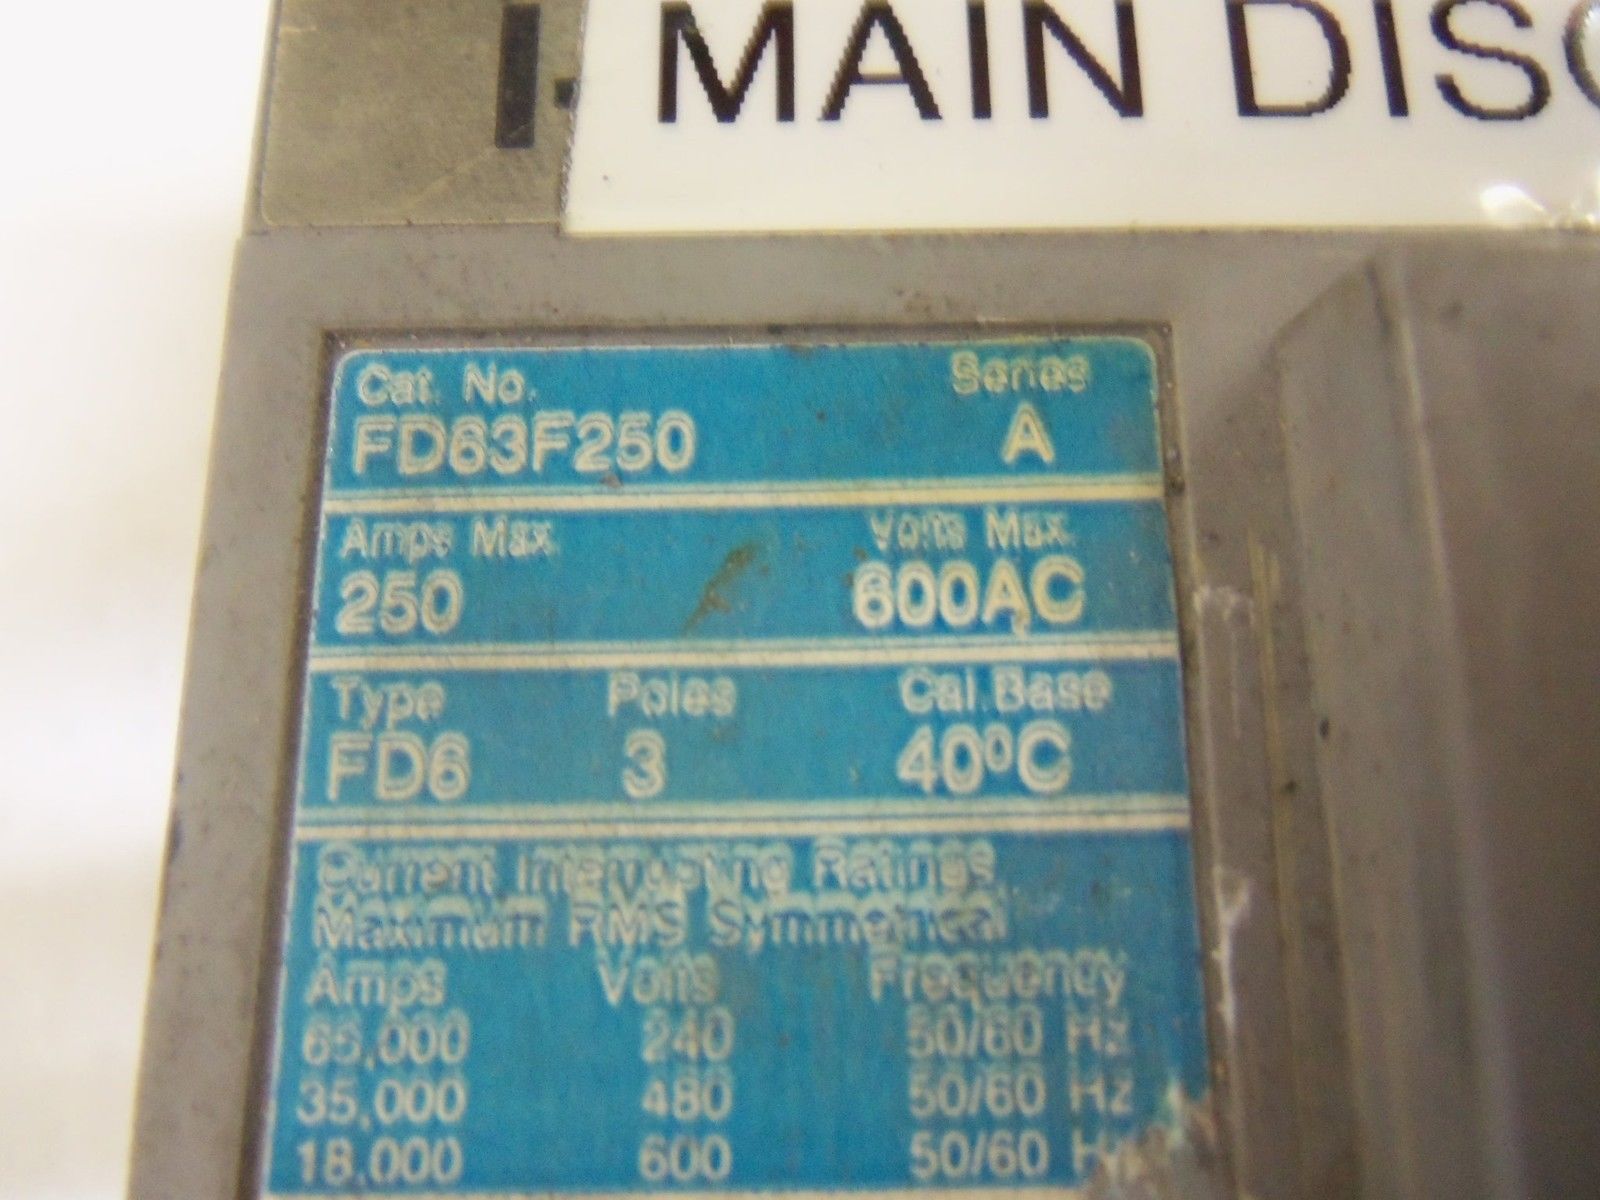 MAIN DISC
Cat. No. Series
FD63F250 A
Amps Max. Volts Max.
250 600AC
Type Poles Cal. Base
FD6 3 40°C
Current Interrupting Ratings
Maximum RMS Symmetrical
Amps Volts Frequency
65,000 240 50/60 Hz
35,000 480 50/60 Hz
18,000 600 50/60 Hz